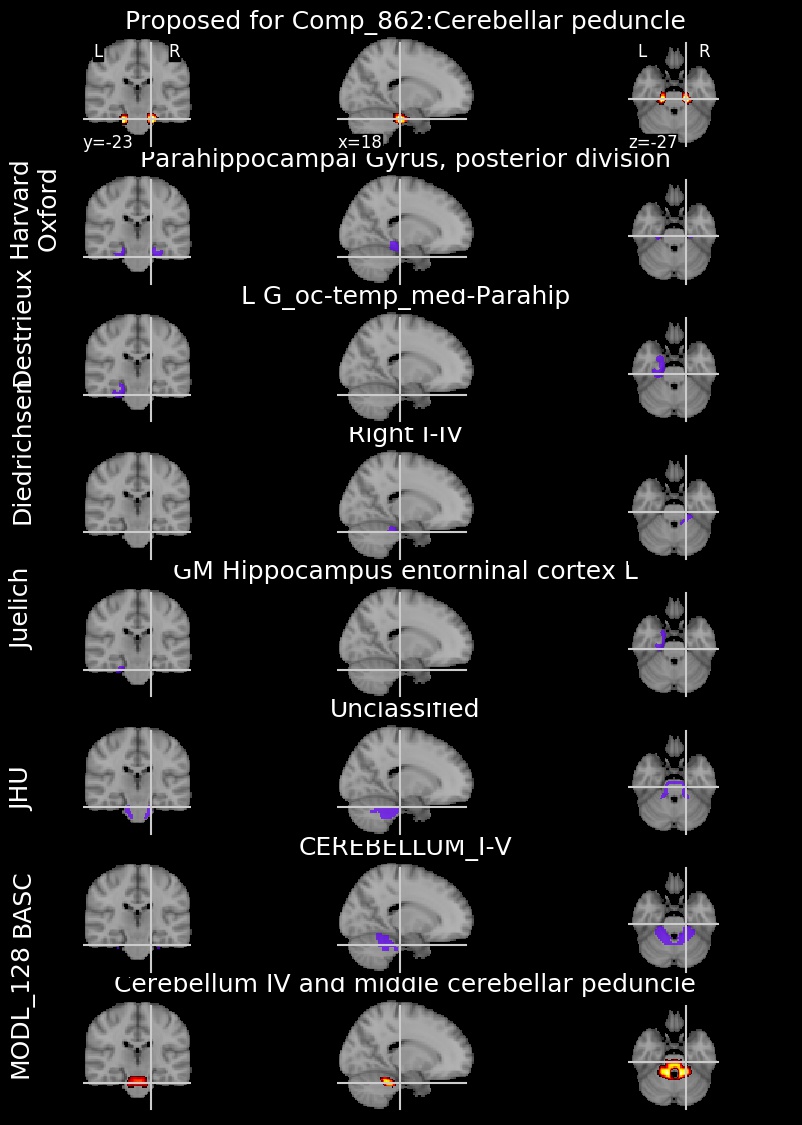 Proposed for Comp_862:Cerebellar peduncle
L R L R
y=-23 x=18 z=-27
Parahippocampal Gyrus, posterior division
Harvard
Oxford
L G_oc-temp_med-Parahip
Destrieux
Right I-IV
Diedrichsen
GM Hippocampus entorninal cortex L
Juelich
Unclassified
JHU
CEREBELLUM_I-V
BASC
Cerebellum IV and middle cerebellar peduncle
MODL_128